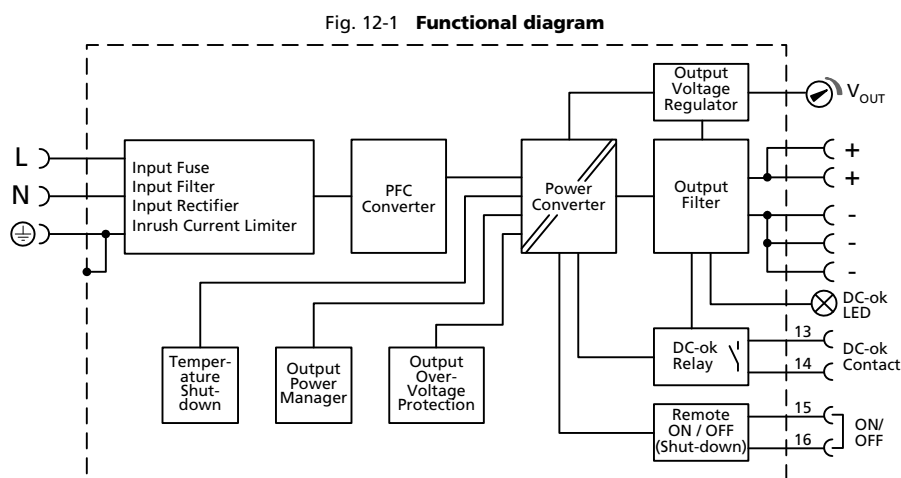 Fig. 12-1 Functional diagram
Output
Voltage
Regulator
V_OUT
L
N
Input Fuse
Input Filter
Input Rectifier
Inrush Current Limiter
PFC
Converter
Power
Converter
Output
Filter
+
+
-
-
-
DC-ok
LED
Temper-
ature
Shut-
down
Output
Power
Manager
Output
Over-
Voltage
Protection
DC-ok
Relay
13
14
DC-ok
Contact
Remote
ON / OFF
(Shut-down)
15
16
ON/
OFF